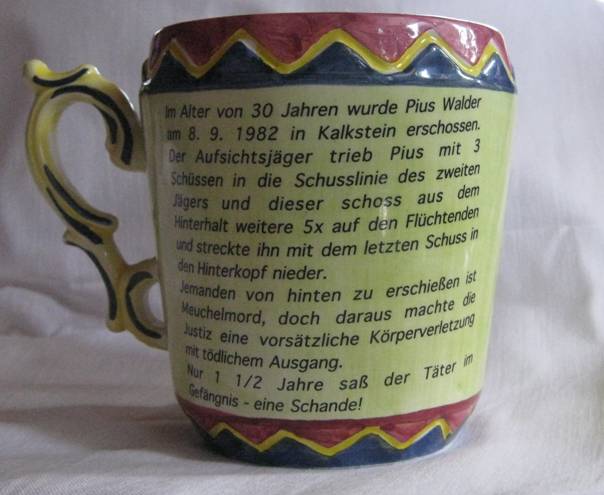 Im Alter von 30 Jahren wurde Pius Walder
am 8. 9. 1982 in Kalkstein erschossen.
Der Aufsichtsjäger trieb Pius mit 3
Schüssen in die Schusslinie des zweiten
Jägers und dieser schoss aus dem
Hinterhalt weitere 5x auf den Flüchtenden
und streckte ihn mit dem letzten Schuss in
den Hinterkopf nieder.
Jemanden von hinten zu erschießen ist
Meuchelmord, doch daraus machte die
Justiz eine vorsätzliche Körperverletzung
mit tödlichem Ausgang.
Nur 1 1/2 Jahre saß der Täter im
Gefängnis - eine Schande!